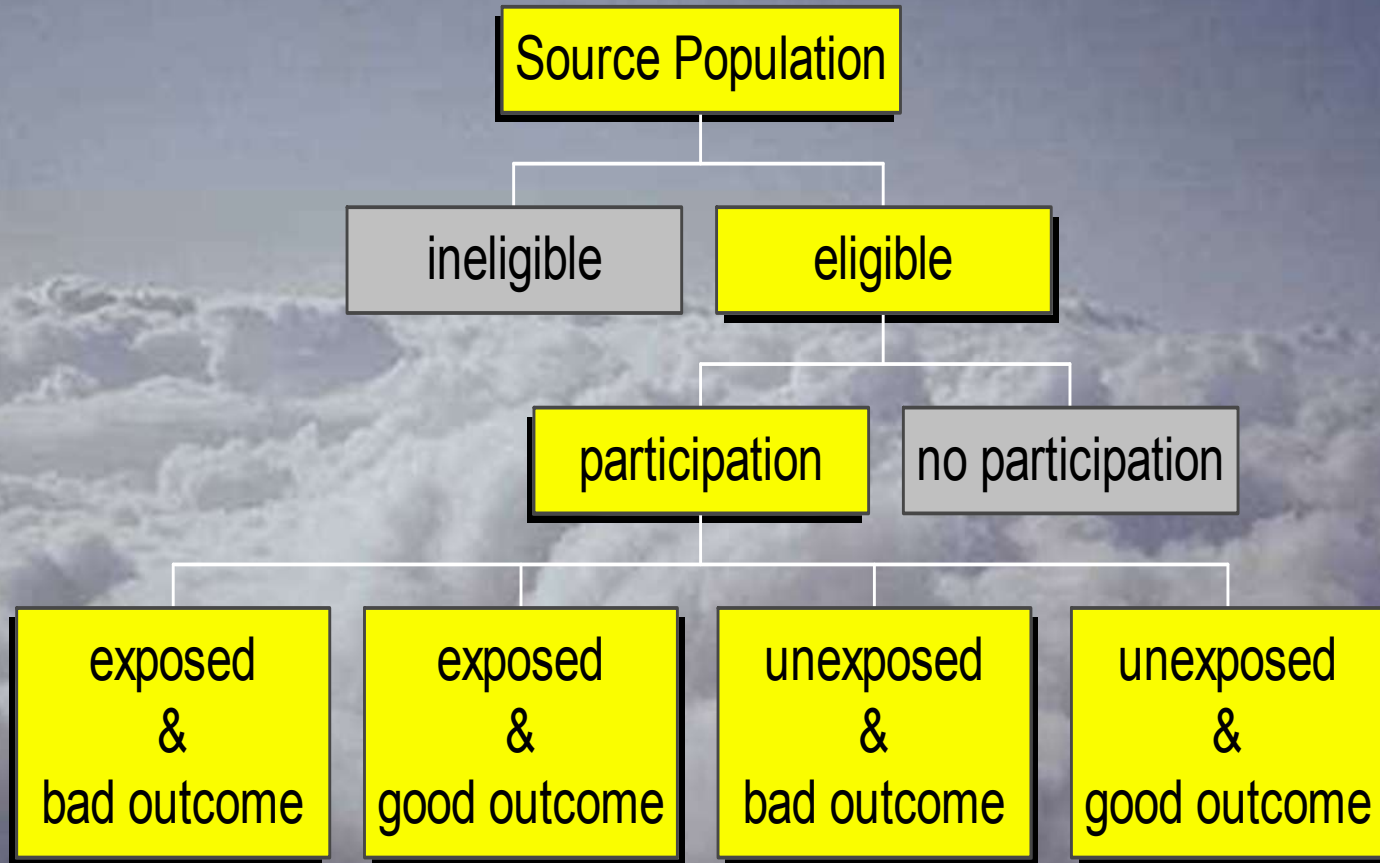 Source Population
ineligible
eligible
participation
no participation
exposed
&
bad outcome
exposed
&
good outcome
unexposed
&
bad outcome
unexposed
&
good outcome